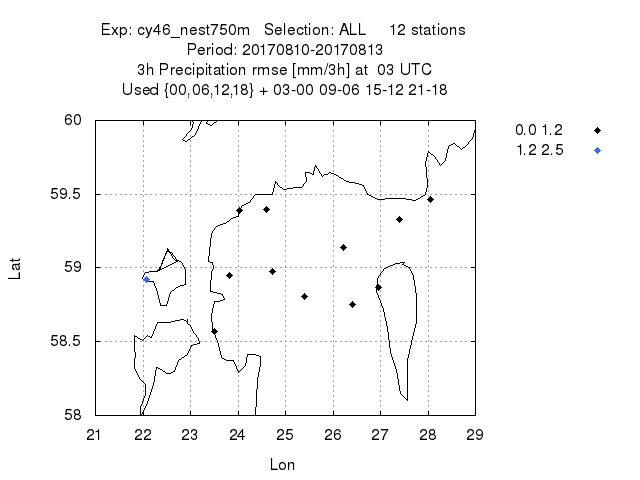 Exp: cy46_nest750m Selection: ALL 12 stations
Period: 20170810-20170813
3h Precipitation rmse [mm/3h] at 03 UTC
Used {00,06,12,18} + 03-00 09-06 15-12 21-18
0.0 1.2
1.2 2.5
60
59.5
59
58.5
58
Lat
21 22 23 24 25 26 27 28 29
Lon